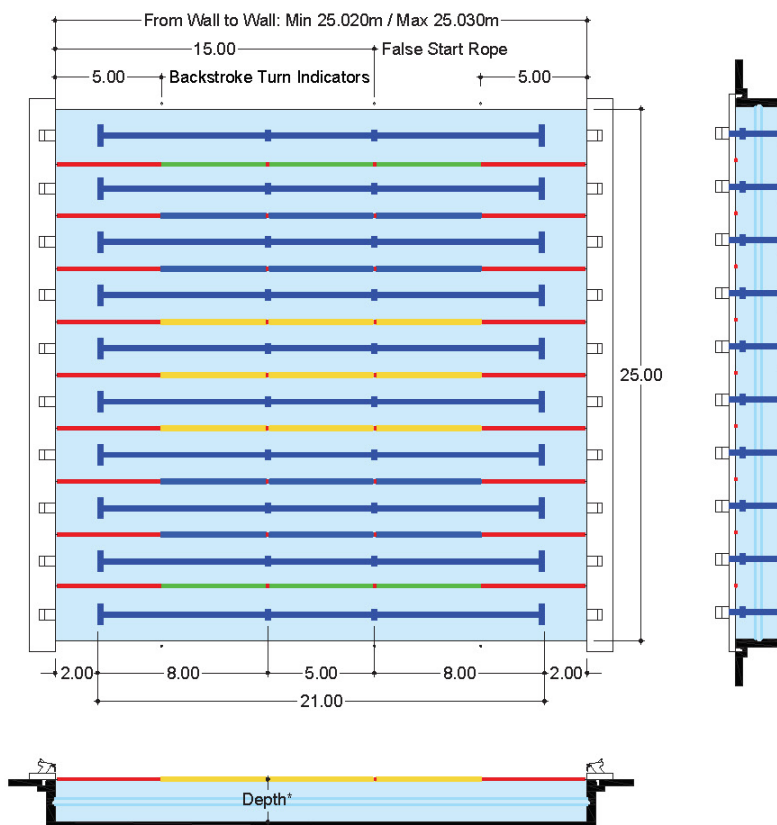 From Wall to Wall: Min 25.020m / Max 25.030m
15.00 False Start Rope
5.00 Backstroke Turn Indicators 5.00
25.00
2.00 8.00 5.00 8.00 2.00
21.00
Depth*